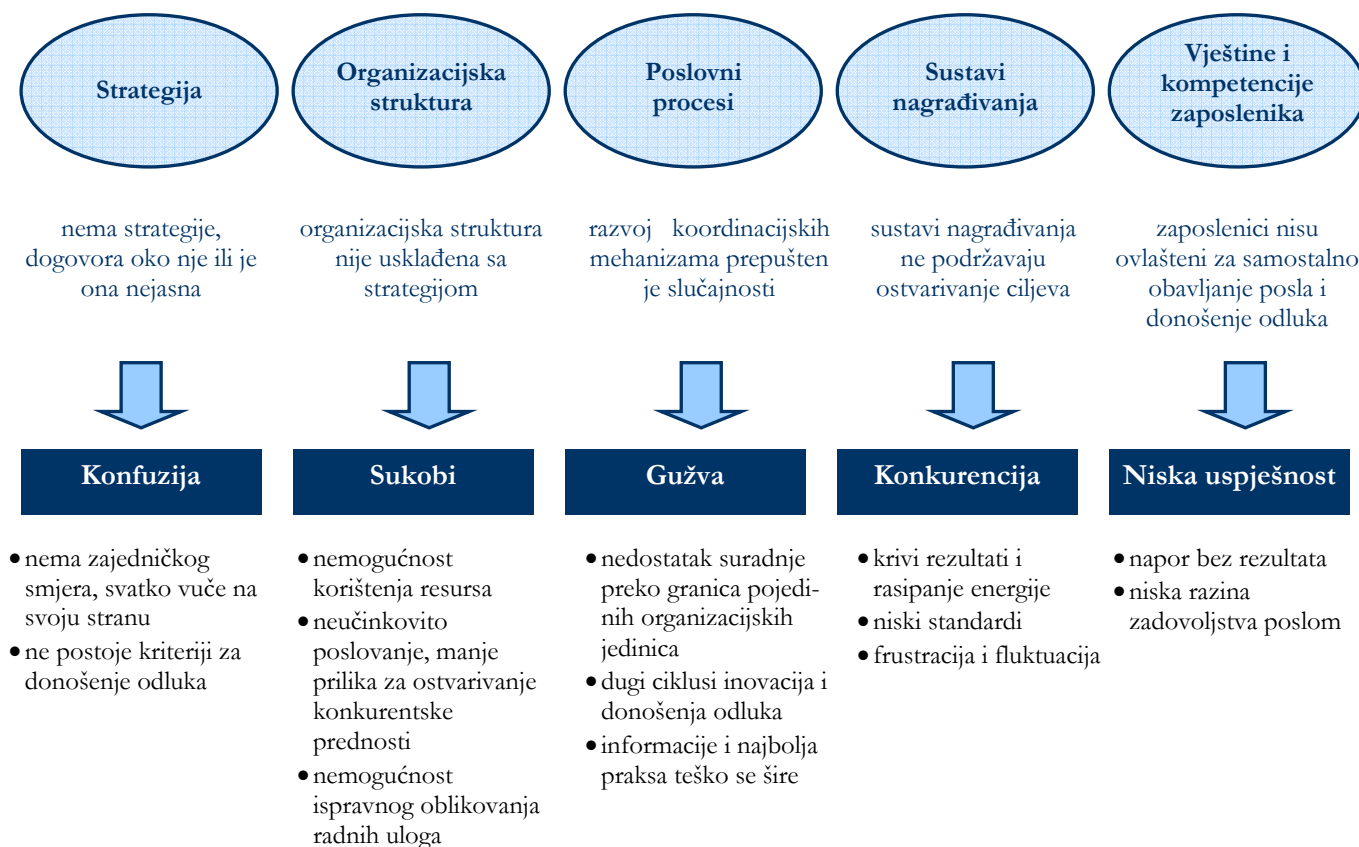 Strategija
Organizacijska
struktura
Poslovni
procesi
Sustavi
nagrađivanja
Vještine i
kompetencije
zaposlenika
nema strategije,
dogovora oko nje ili je
ona nejasna
organizacijska struktura
nije usklađena sa
strategijom
razvoj koordinacijskih
mehanizama prepušten
je slučajnosti
sustavi nagrađivanja
ne podržavaju
ostvarivanje ciljeva
zaposlenici nisu
ovlašteni za samostalno
obavljanje posla i
donošenje odluka
Konfuzija
Sukobi
Gužva
Konkurencija
Niska uspješnost
• nema zajedničkog
smjera, svatko vuče na
svoju stranu
• ne postoje kriteriji za
donošenje odluka
• nemogućnost
korištenja resursa
• neučinkovito
poslovanje, manje
prilika za ostvarivanje
konkurentske
prednosti
• nemogućnost
ispravnog oblikovanja
radnih uloga
• nedostatak suradnje
preko granica pojedi-
nih organizacijskih
jedinica
• dugi ciklusi inovacija i
donošenja odluka
• informacije i najbolja
praksa teško se šire
• krivi rezultati i
rasipanje energije
• niski standardi
• frustracija i fluktuacija
• napor bez rezultata
• niska razina
zadovoljstva poslom